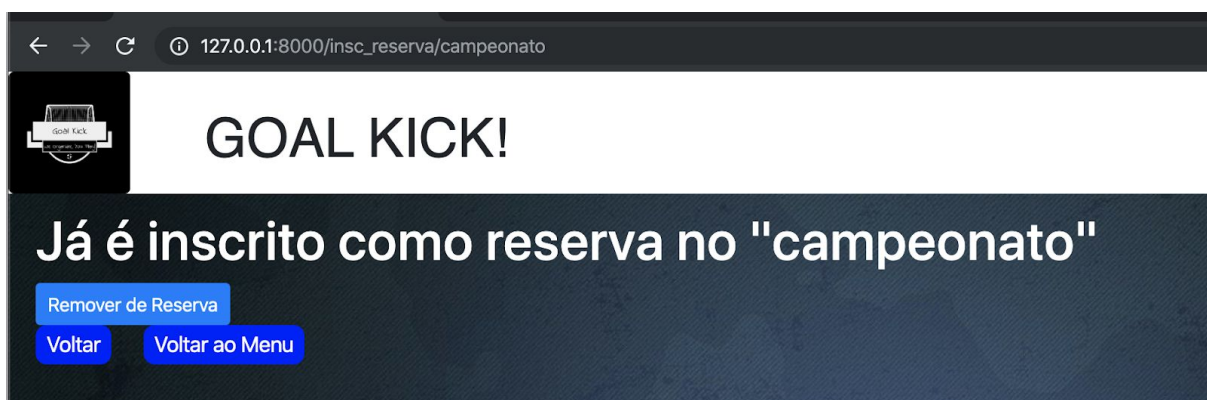 127.0.0.1:8000/insc_reserva/campeonato
Goal Kick
GOAL KICK!
Já é inscrito como reserva no "campeonato"
Remover de Reserva
Voltar
Voltar ao Menu